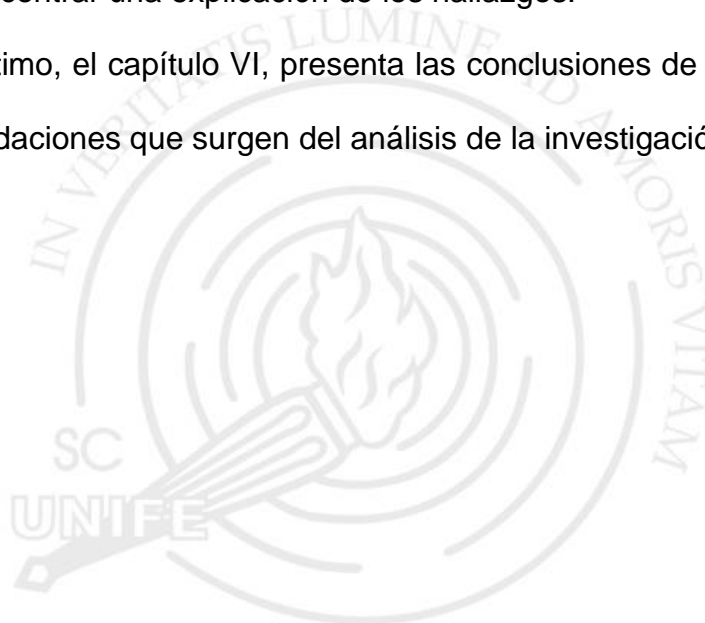 contrar una explicación de los hallazgos.
timo, el capítulo VI, presenta las conclusiones de
daciones que surgen del análisis de la investigació
IN VERITATIS LUMINE AD AMORIS VITAM
SC
UNIFE